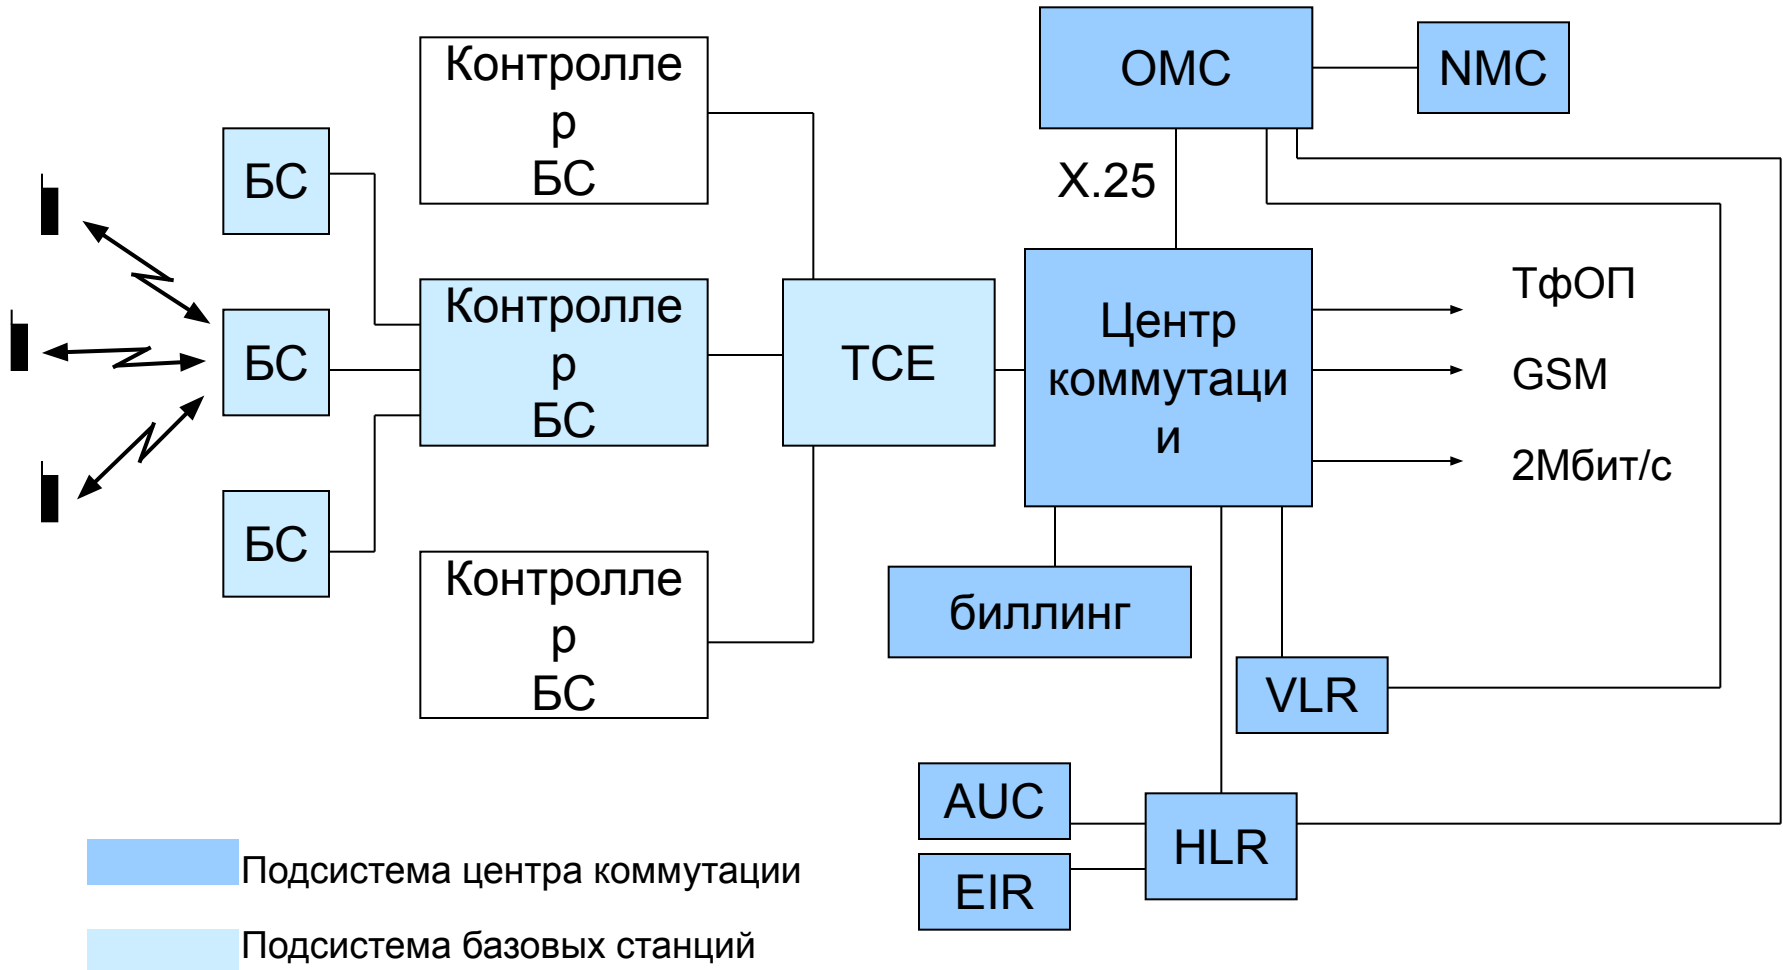 Контролле
р
БС
OMC
NMC
БС
X.25
Контролле
р
БС
БС
TCE
Центр
коммутаци
и
ТфОП
GSM
2Мбит/с
БС
Контролле
р
БС
биллинг
VLR
AUC
HLR
EIR
Подсистема центра коммутации
Подсистема базовых станций